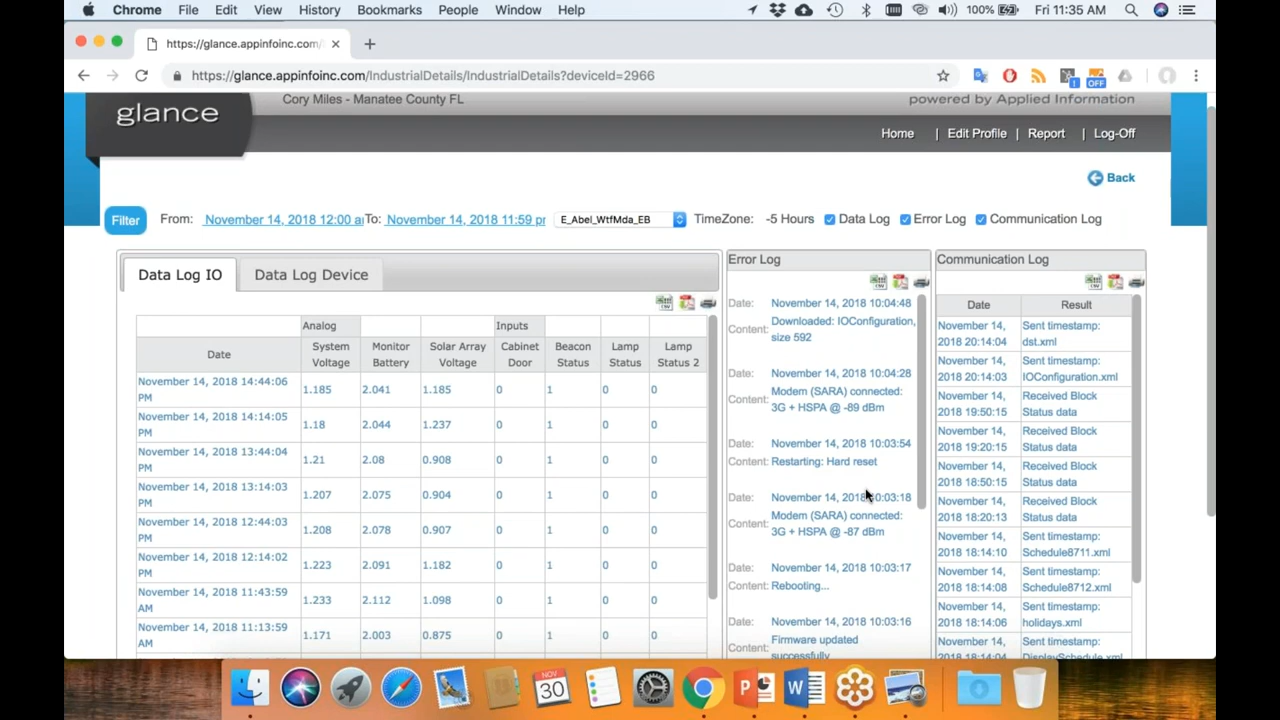 Chrome File Edit View History Bookmarks People Window Help 100% Fri 11:35 AM
https://glance.appinfoinc.com/
https://glance.appinfoinc.com/IndustrialDetails/IndustrialDetails?deviceId=2966
OFF
glance
Cory Miles - Manatee County FL
powered by Applied Information
Home | Edit Profile | Report | Log-Off
Back
Filter From: November 14, 2018 12:00 a To: November 14, 2018 11:59 p E_Abel_WtfMda_EB TimeZone: -5 Hours Data Log Error Log Communication Log
Data Log IO Data Log Device
Analog Inputs
Date System Voltage Monitor Battery Solar Array Voltage Cabinet Door Beacon Status Lamp Status Lamp Status 2
November 14, 2018 14:44:06 PM 1.185 2.041 1.185 0 1 0 0
November 14, 2018 14:14:05 PM 1.18 2.044 1.237 0 1 0 0
November 14, 2018 13:44:04 PM 1.21 2.08 0.908 0 1 0 0
November 14, 2018 13:14:03 PM 1.207 2.075 0.904 0 1 0 0
November 14, 2018 12:44:03 PM 1.208 2.078 0.907 0 1 0 0
November 14, 2018 12:14:02 PM 1.223 2.091 1.182 0 1 0 0
November 14, 2018 11:43:59 AM 1.233 2.112 1.098 0 1 0 0
November 14, 2018 11:13:59 AM 1.171 2.003 0.875 0 1 0 0
Error Log
Date: November 14, 2018 10:04:48
Content: Downloaded: IOConfiguration, size 592
Date: November 14, 2018 10:04:28
Content: Modem (SARA) connected: 3G + HSPA @ -89 dBm
Date: November 14, 2018 10:03:54
Content: Restarting: Hard reset
Date: November 14, 2018 10:03:18
Content: Modem (SARA) connected: 3G + HSPA @ -87 dBm
Date: November 14, 2018 10:03:17
Content: Rebooting...
Date: November 14, 2018 10:03:16
Content: Firmware updated successfully
Communication Log
Date Result
November 14, 2018 20:14:04 Sent timestamp: dst.xml
November 14, 2018 20:14:03 Sent timestamp: IOConfiguration.xml
November 14, 2018 19:50:15 Received Block Status data
November 14, 2018 19:20:15 Received Block Status data
November 14, 2018 18:50:15 Received Block Status data
November 14, 2018 18:20:13 Received Block Status data
November 14, 2018 18:14:10 Sent timestamp: Schedule8711.xml
November 14, 2018 18:14:08 Sent timestamp: Schedule8712.xml
November 14, 2018 18:14:06 Sent timestamp: holidays.xml
November 14, 2018 18:14:04 Sent timestamp: DisplaySchedule.xml
NOV
30